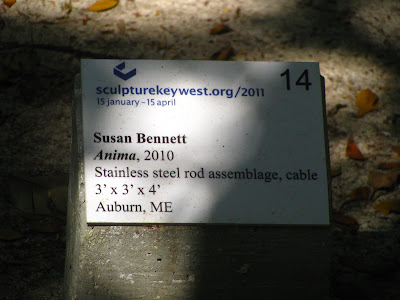 sculpturekeywest.org/2011 14
15 january - 15 april
Susan Bennett
Anima, 2010
Stainless steel rod assemblage, cable
3' x 3' x 4'
Auburn, ME